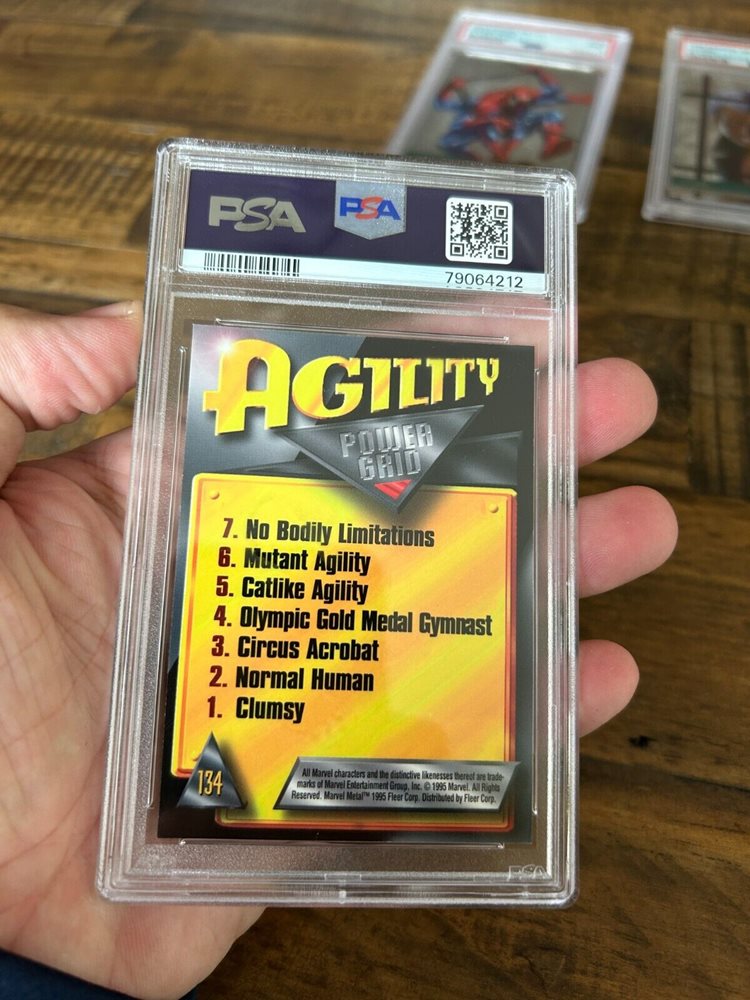 PSA
PSA
79064212
AGILITY
POWER
GRID
7. No Bodily Limitations
6. Mutant Agility
5. Catlike Agility
4. Olympic Gold Medal Gymnast
3. Circus Acrobat
2. Normal Human
1. Clumsy
134
All Marvel characters and the distinctive likenesses thereof are trade-
marks of Marvel Entertainment Group, Inc. © 1995 Marvel. All Rights
Reserved. Marvel Metal™ 1995 Fleer Corp. Distributed by Fleer Corp.
PSA